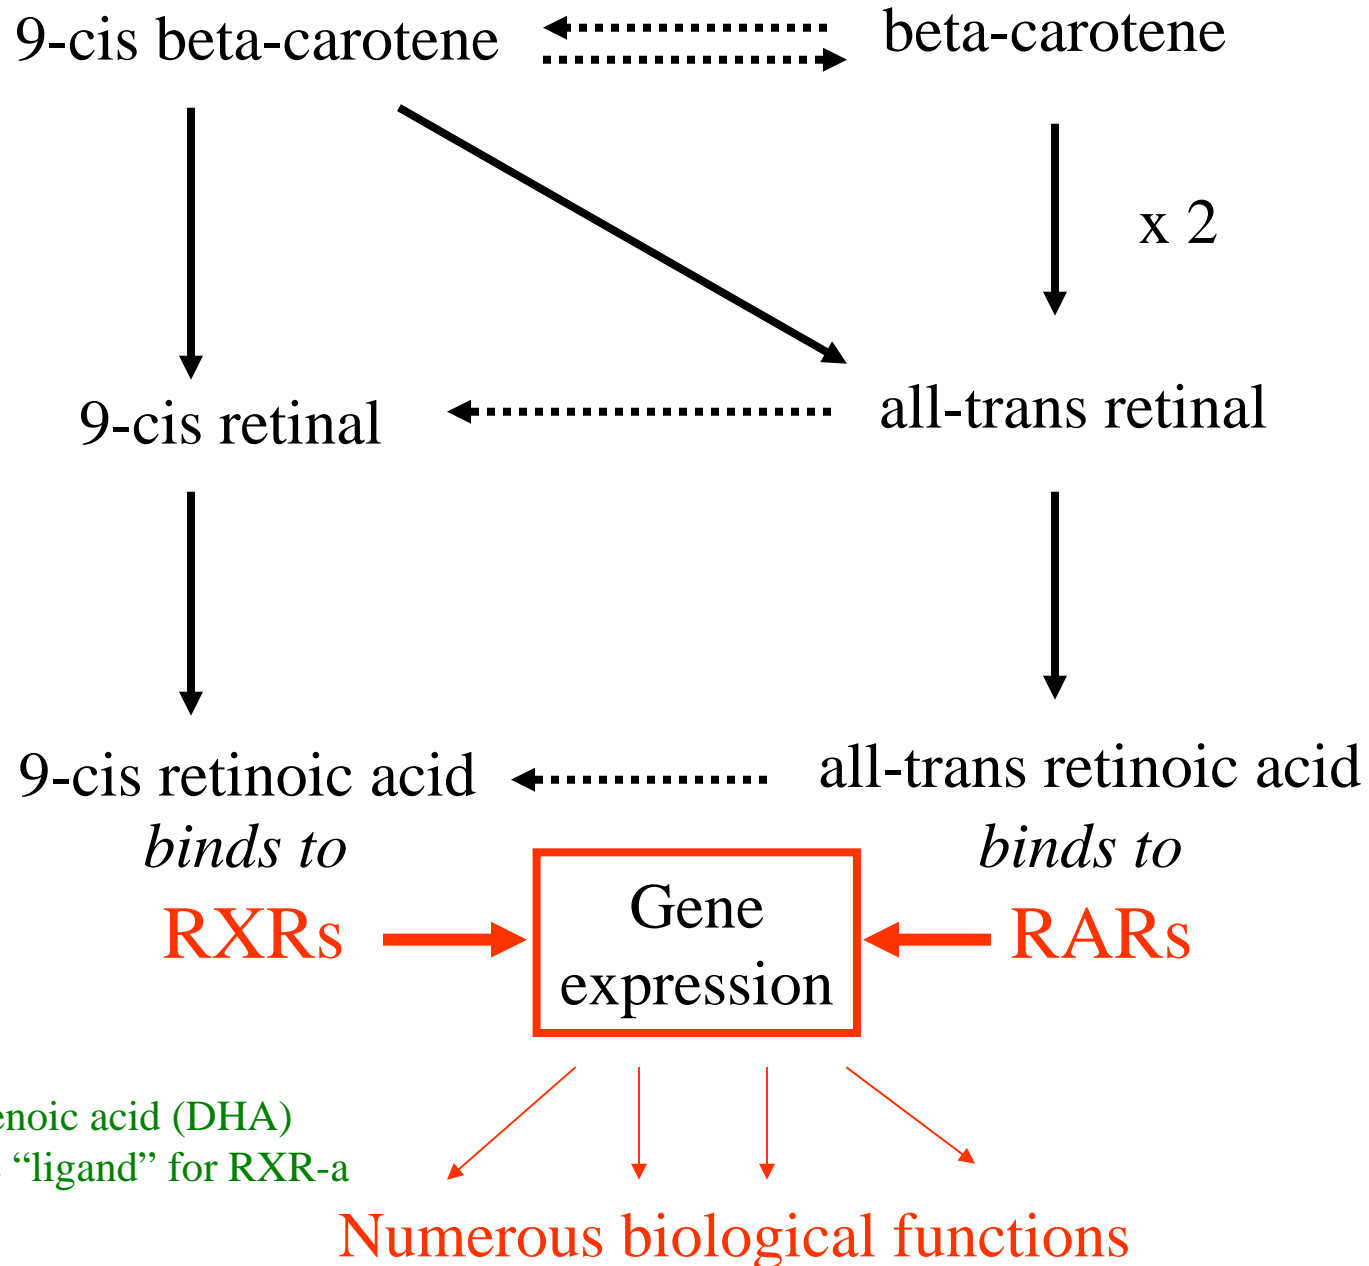 9-cis beta-carotene
beta-carotene
x 2
9-cis retinal
all-trans retinal
9-cis retinoic acid
all-trans retinoic acid
binds to
binds to
RXRs
Gene
expression
RARs
enoic acid (DHA)
“ligand” for RXR-a
Numerous biological functions